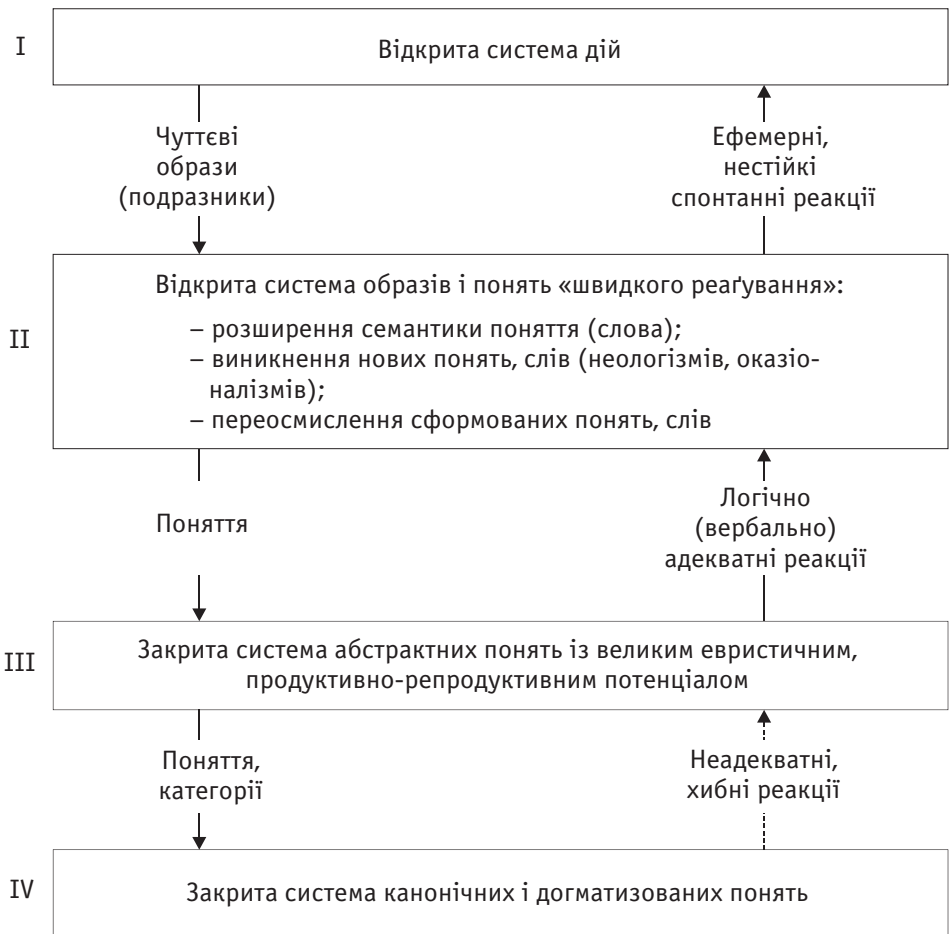 I
Відкрита система дій
Чуттєві
образи
(подразники)
Ефемерні,
нестійкі
спонтанні реакції
II
Відкрита система образів і понять «швидкого реаґування»:
– розширення семантики поняття (слова);
– виникнення нових понять, слів (неологізмів, оказіо-
налізмів);
– переосмислення сформованих понять, слів
Поняття
Логічно
(вербально)
адекватні реакції
III
Закрита система абстрактних понять із великим евристичним,
продуктивно-репродуктивним потенціалом
Поняття,
категорії
Неадекватні,
хибні реакції
IV
Закрита система канонічних і догматизованих понять